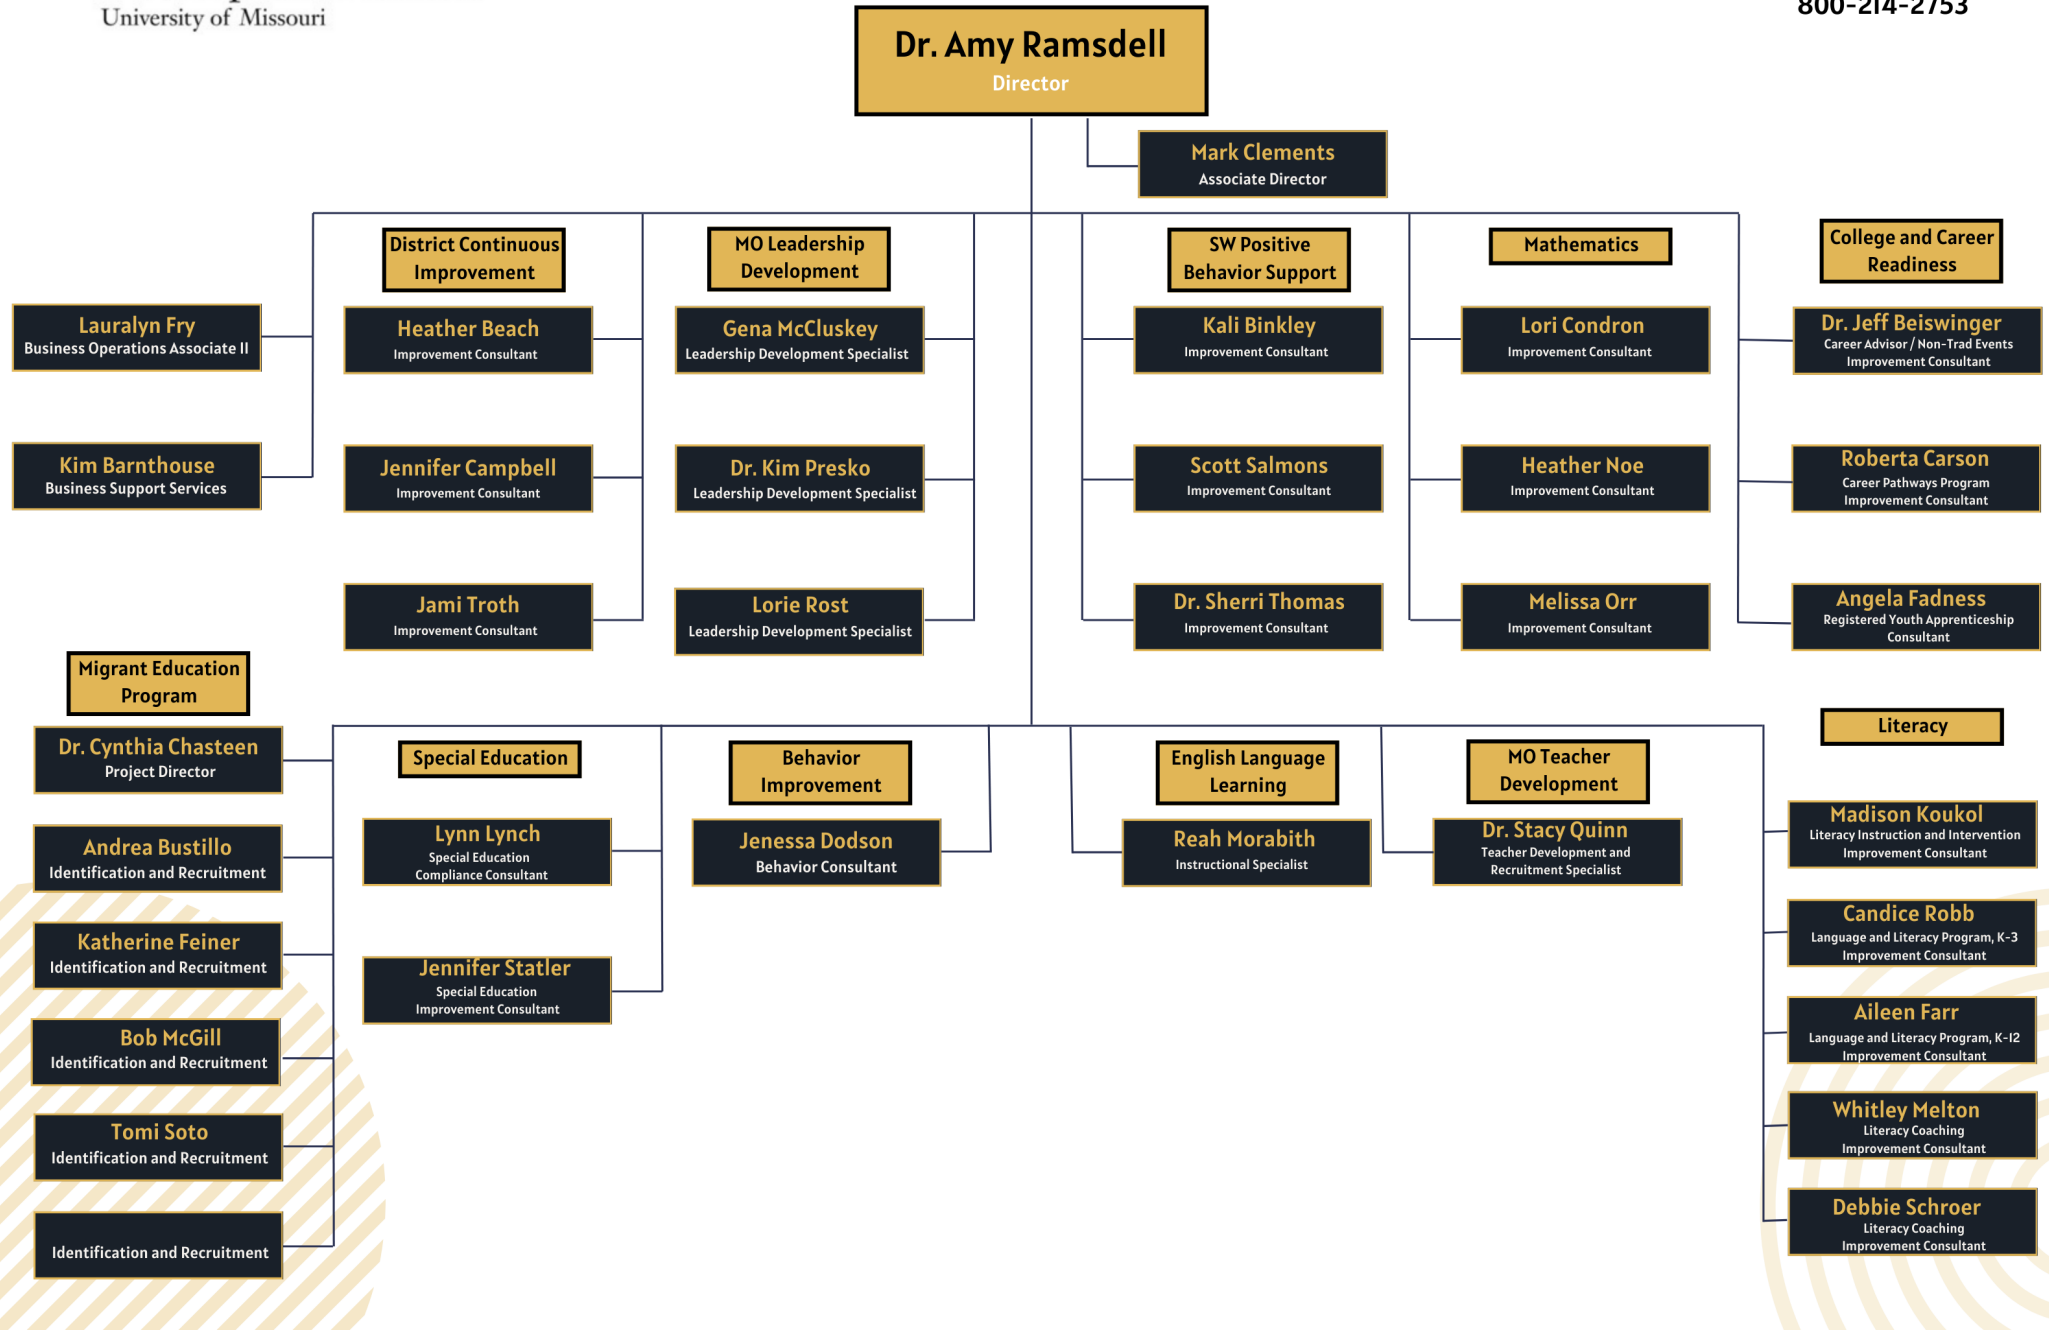 University of Missouri
800-214-2753
Dr. Amy Ramsdell
Director
Mark Clements
Associate Director
Lauralyn Fry
Business Operations Associate II
Kim Barnthouse
Business Support Services
District Continuous
Improvement
Heather Beach
Improvement Consultant
Jennifer Campbell
Improvement Consultant
Jami Troth
Improvement Consultant
MO Leadership
Development
Gena McCluskey
Leadership Development Specialist
Dr. Kim Presko
Leadership Development Specialist
Lorie Rost
Leadership Development Specialist
SW Positive
Behavior Support
Kali Binkley
Improvement Consultant
Scott Salmons
Improvement Consultant
Dr. Sherri Thomas
Improvement Consultant
Mathematics
Lori Condron
Improvement Consultant
Heather Noe
Improvement Consultant
Melissa Orr
Improvement Consultant
College and Career
Readiness
Dr. Jeff Beiswinger
Career Advisor / Non-Trad Events
Improvement Consultant
Roberta Carson
Career Pathways Program
Improvement Consultant
Angela Fadness
Registered Youth Apprenticeship
Consultant
Migrant Education
Program
Dr. Cynthia Chasteen
Project Director
Andrea Bustillo
Identification and Recruitment
Katherine Feiner
Identification and Recruitment
Bob McGill
Identification and Recruitment
Tomi Soto
Identification and Recruitment
Identification and Recruitment
Special Education
Lynn Lynch
Special Education
Compliance Consultant
Jennifer Statler
Special Education
Improvement Consultant
Behavior
Improvement
Jenessa Dodson
Behavior Consultant
English Language
Learning
Reah Morabith
Instructional Specialist
MO Teacher
Development
Dr. Stacy Quinn
Teacher Development and
Recruitment Specialist
Literacy
Madison Koukol
Literacy Instruction and Intervention
Improvement Consultant
Candice Robb
Language and Literacy Program, K-3
Improvement Consultant
Aileen Farr
Language and Literacy Program, K-12
Improvement Consultant
Whitley Melton
Literacy Coaching
Improvement Consultant
Debbie Schroer
Literacy Coaching
Improvement Consultant